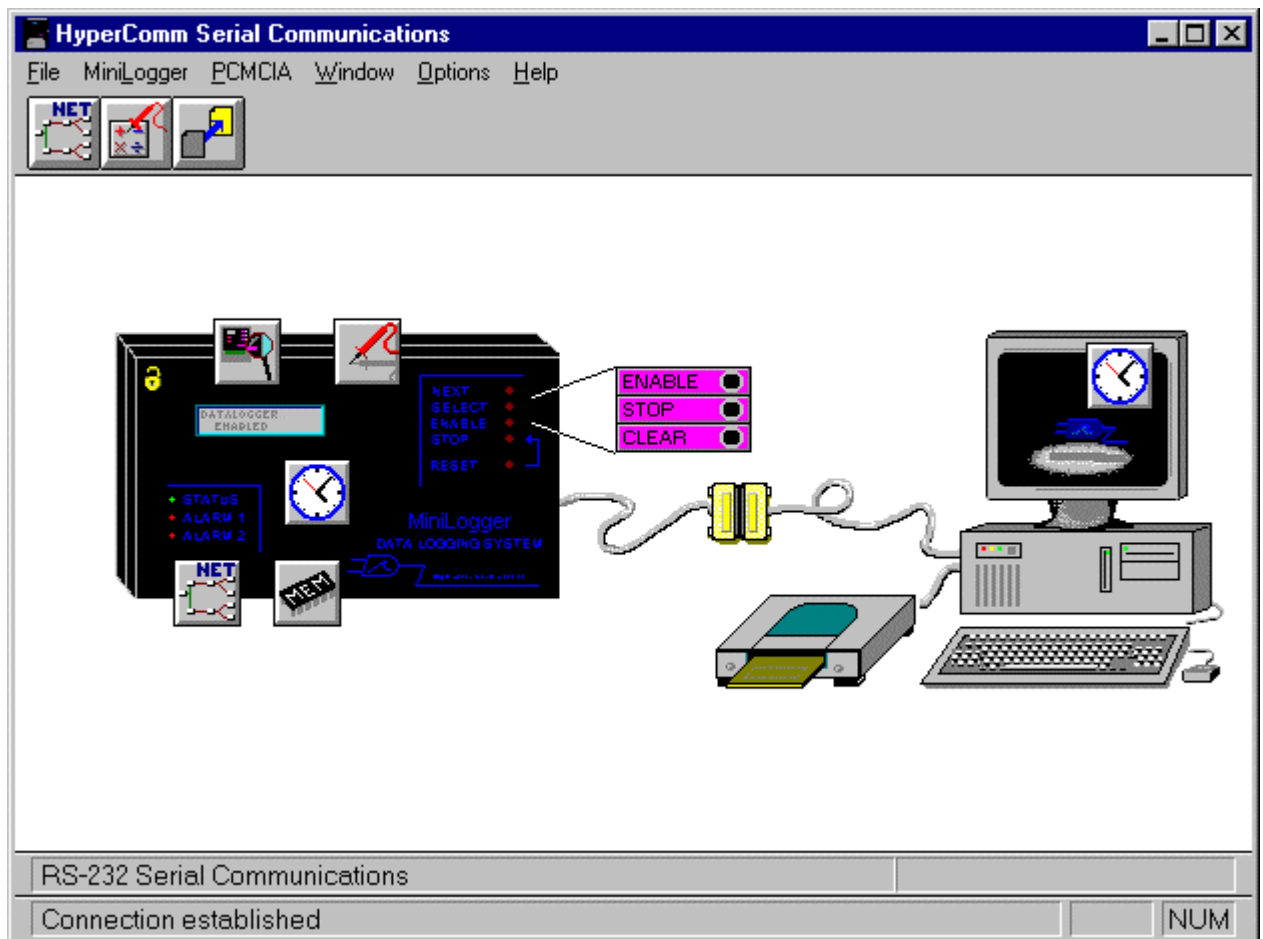 HyperComm Serial Communications
File MiniLogger PCMCIA Window Options Help
NET
DATALOGGER
ENABLED
NEXT
SELECT
ENABLE
STOP
RESET
ENABLE
STOP
CLEAR
STATUS
ALARM 1
ALARM 2
MiniLogger
DATA LOGGING SYSTEM
NET
MEM
RS-232 Serial Communications
Connection established
NUM